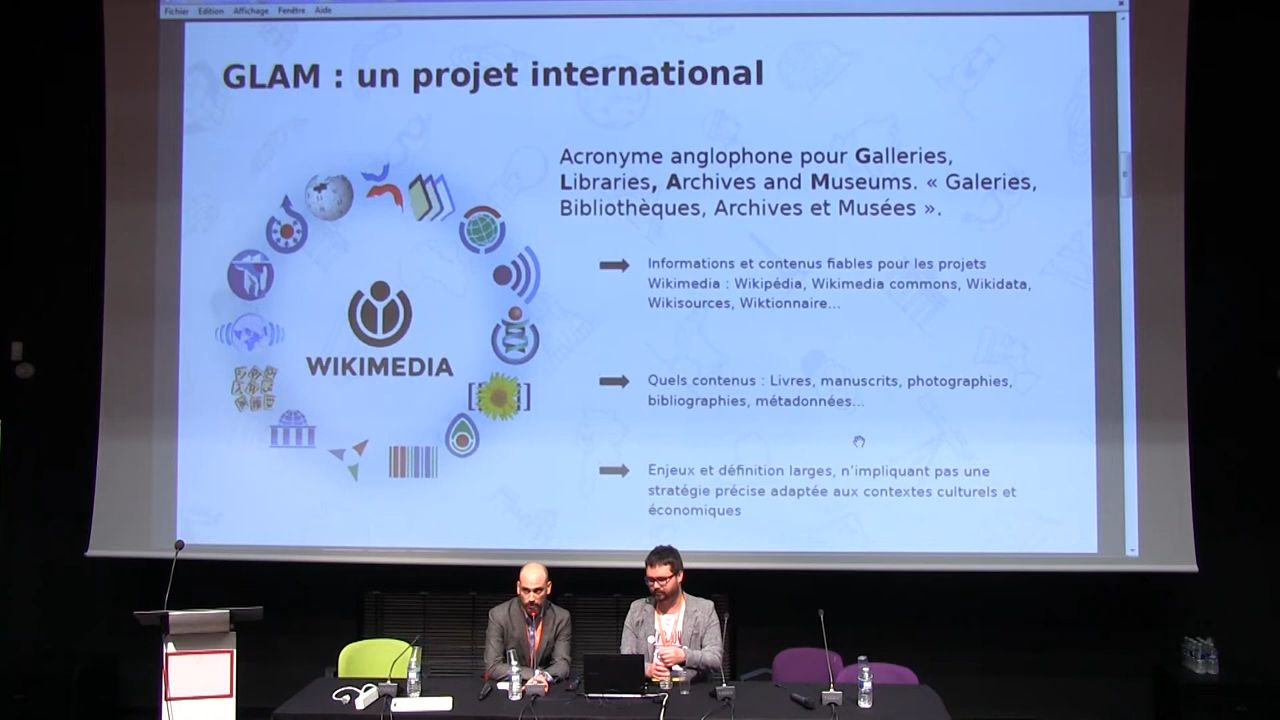 Fichier Edition Affichage Fenêtre Aide
GLAM : un projet international
Acronyme anglophone pour Galleries,
Libraries, Archives and Museums. « Galeries,
Bibliothèques, Archives et Musées ».
Informations et contenus fiables pour les projets
Wikimedia : Wikipédia, Wikimedia commons, Wikidata,
Wikisources, Wiktionnaire...
WIKIMEDIA
Quels contenus : Livres, manuscrits, photographies,
bibliographies, métadonnées...
Enjeux et définition larges, n'impliquant pas une
stratégie précise adaptée aux contextes culturels et
économiques